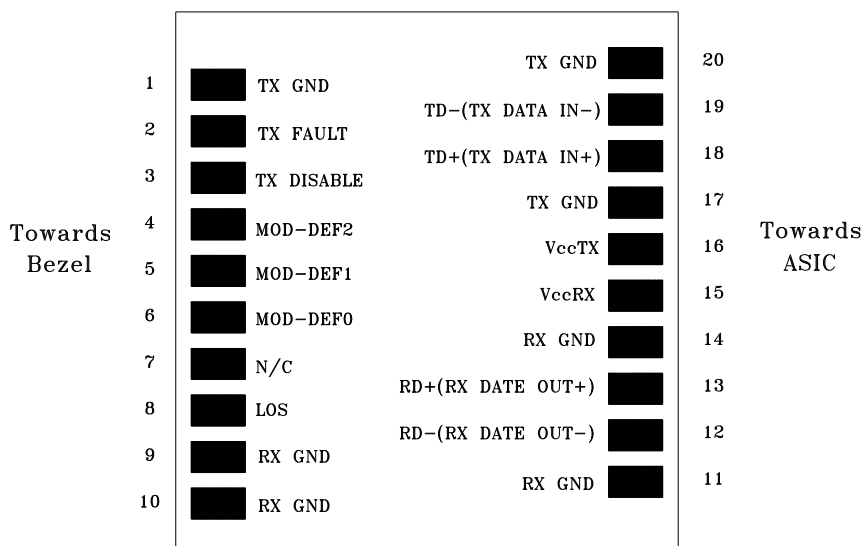 Towards
Bezel
1 TX GND
2 TX FAULT
3 TX DISABLE
4 MOD-DEF2
5 MOD-DEF1
6 MOD-DEF0
7 N/C
8 LOS
9 RX GND
10 RX GND
TX GND 20
TD-(TX DATA IN-) 19
TD+(TX DATA IN+) 18
TX GND 17
VccTX 16
VccRX 15
RX GND 14
RD+(RX DATE OUT+) 13
RD-(RX DATE OUT-) 12
RX GND 11
Towards
ASIC